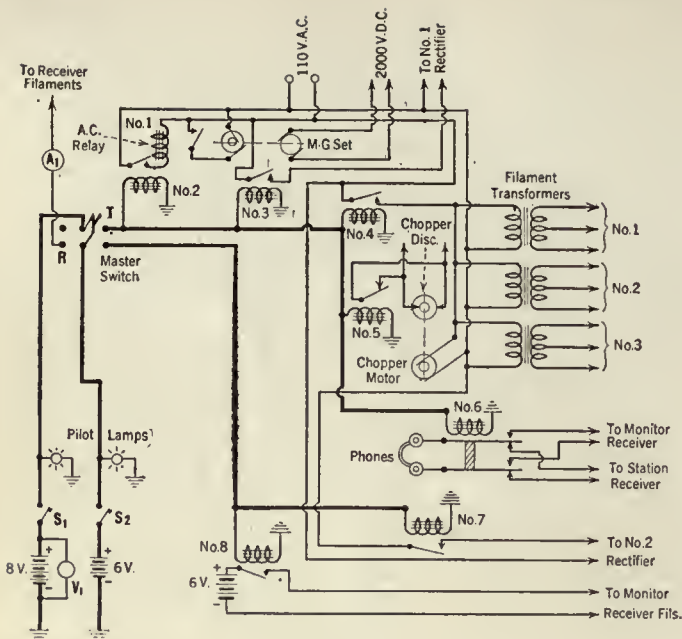 To Receiver
Filaments
110 V.A.C.
2000 V.D.C.
To No. 1
Rectifier
No.1
A.C.
Relay
A1
M-G Set
No.2
No.3
No.4
Filament
Transformers
No.1
No.2
No.3
T
R
Master
Switch
Chopper
Disc.
No.5
Chopper
Motor
No.6
Phones
To Monitor
Receiver
To Station
Receiver
Pilot Lamps
S1
S2
8 V.
+
-
V1
+
6 V.
-
No.7
No.8
6 V.
+
-
To No.2
Rectifier
To Monitor
Receiver Fils.